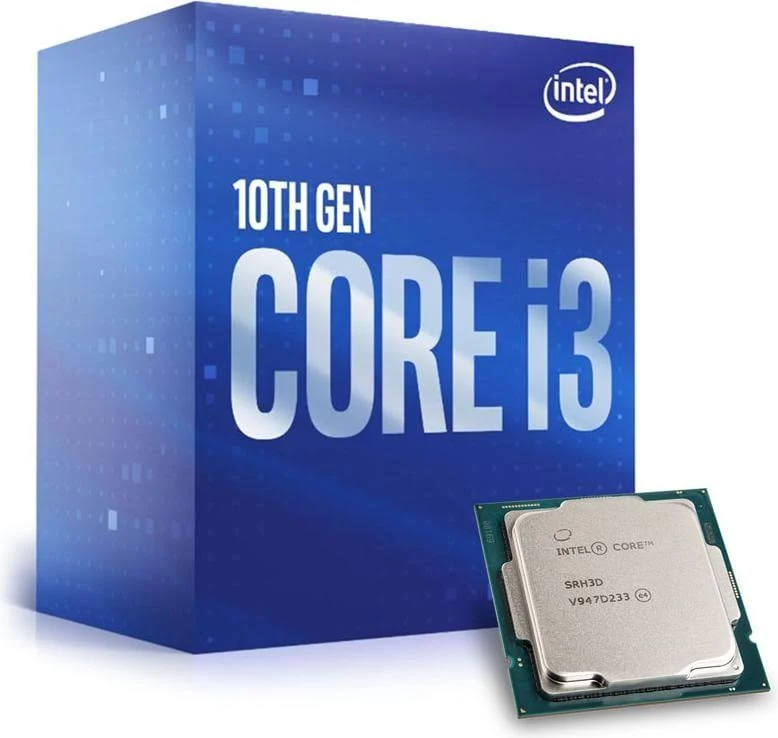 intel
10TH GEN
CORE i3
INTEL® CORE™
SRH3D
V947D233 e4